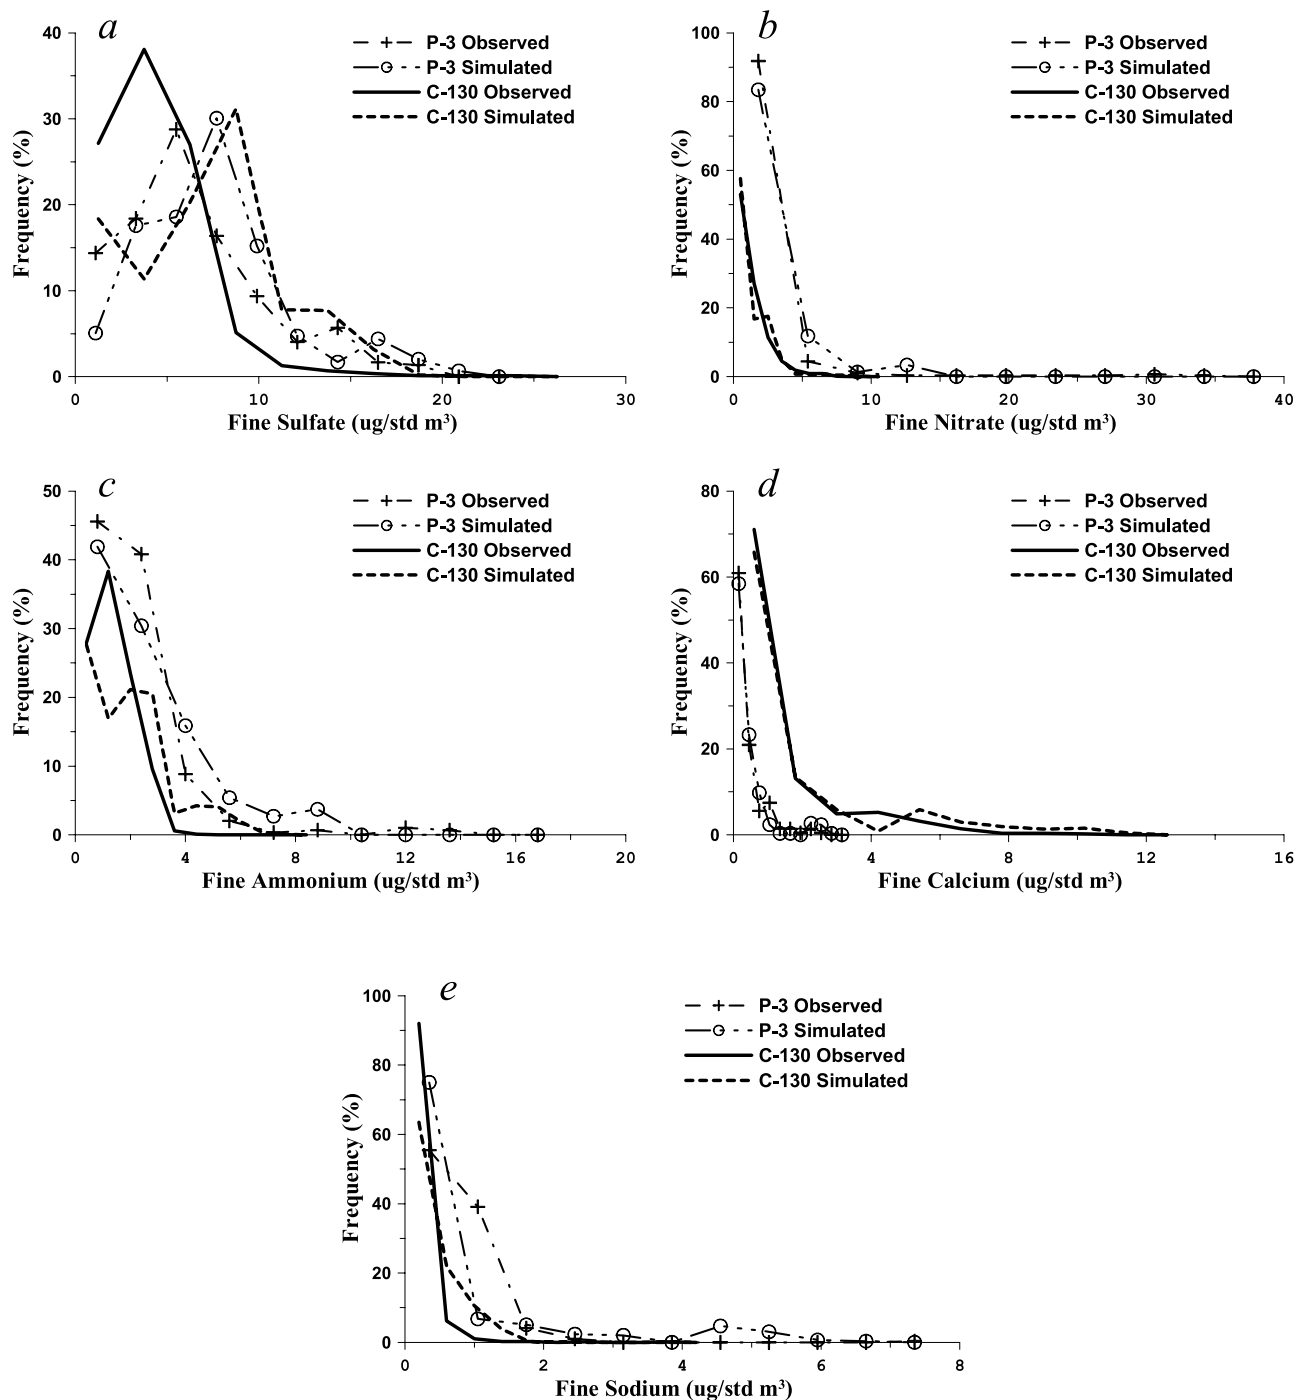 a
P-3 Observed
P-3 Simulated
C-130 Observed
C-130 Simulated
40
30
20
10
0
Frequency (%)
0 10 20 30
Fine Sulfate (ug/std m³)
b
P-3 Observed
P-3 Simulated
C-130 Observed
C-130 Simulated
100
80
60
40
20
0
Frequency (%)
0 10 20 30 40
Fine Nitrate (ug/std m³)
c
P-3 Observed
P-3 Simulated
C-130 Observed
C-130 Simulated
50
40
30
20
10
0
Frequency (%)
0 4 8 12 16 20
Fine Ammonium (ug/std m³)
d
P-3 Observed
P-3 Simulated
C-130 Observed
C-130 Simulated
80
60
40
20
0
Frequency (%)
0 4 8 12 16
Fine Calcium (ug/std m³)
e
P-3 Observed
P-3 Simulated
C-130 Observed
C-130 Simulated
100
80
60
40
20
0
Frequency (%)
0 2 4 6 8
Fine Sodium (ug/std m³)